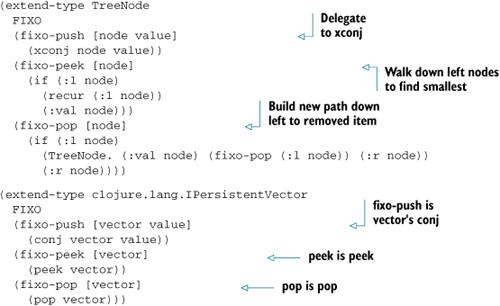 (extend-type TreeNode
  FIXO
  (fixo-push [node value]
    (xconj node value))
Delegate
to xconj
  (fixo-peek [node]
    (if (:l node)
      (recur (:l node))
      (:val node)))
Walk down left nodes
to find smallest
  (fixo-pop [node]
    (if (:l node)
      (TreeNode. (:val node) (fixo-pop (:l node)) (:r node))
      (:r node))))
Build new path down
left to removed item
(extend-type clojure.lang.IPersistentVector
  FIXO
  (fixo-push [vector value]
    (conj vector value))
fixo-push is
vector's conj
  (fixo-peek [vector]
    (peek vector))
peek is peek
  (fixo-pop [vector]
    (pop vector)))
pop is pop